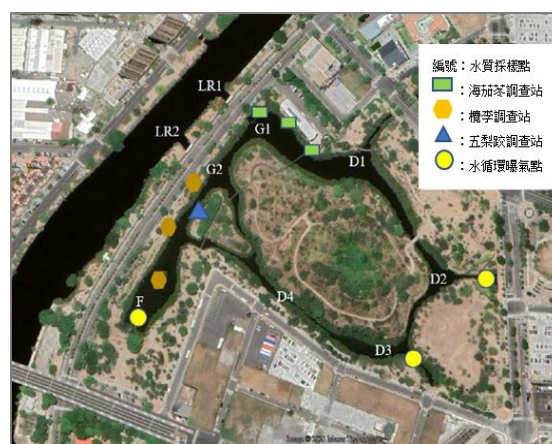 編號:水質採樣點
:海茄苳調查站
:欖李調查站
:五梨跤調查站
:水循環曝氣點
LR1
LR2
G1
D1
G2
D2
F
D4
D3